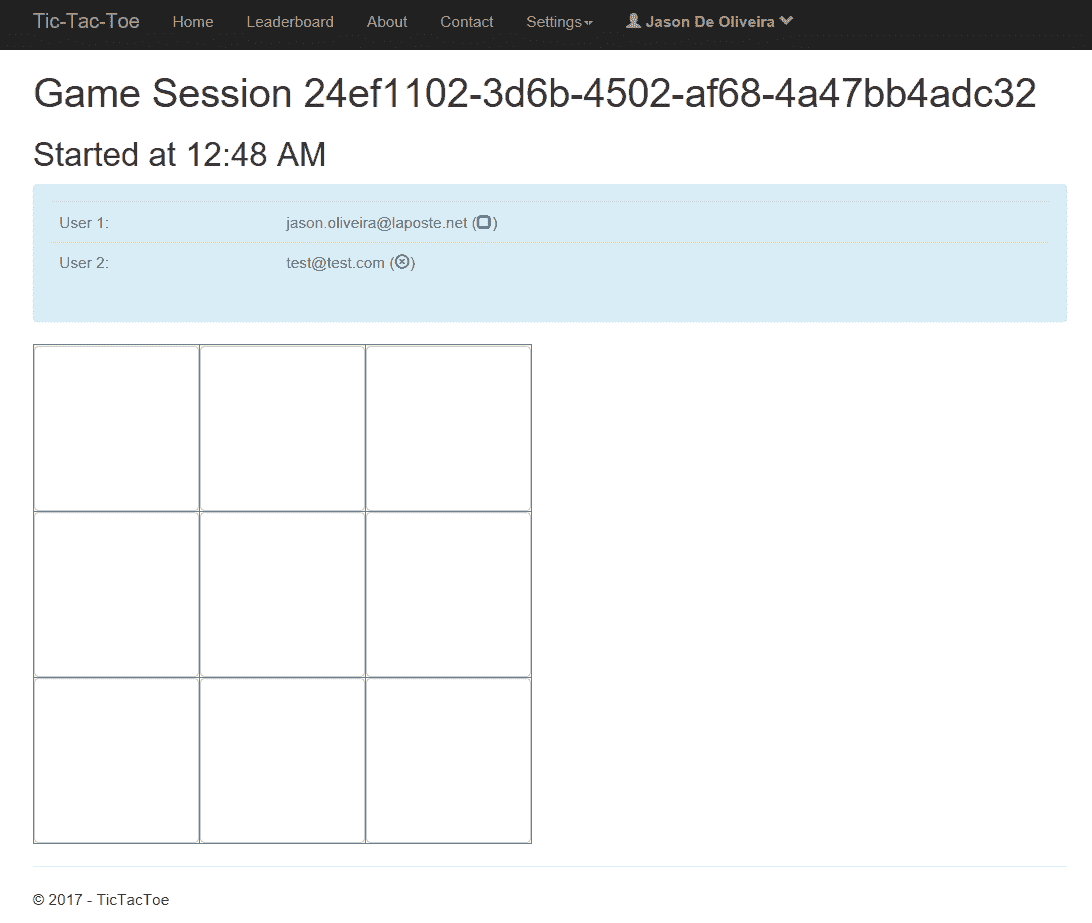 Tic-Tac-Toe Home Leaderboard About Contact Settings Jason De Oliveira
Game Session 24ef1102-3d6b-4502-af68-4a47bb4adc32
Started at 12:48 AM
User 1: jason.oliveira@laposte.net ()
User 2: test@test.com ()
© 2017 - TicTacToe